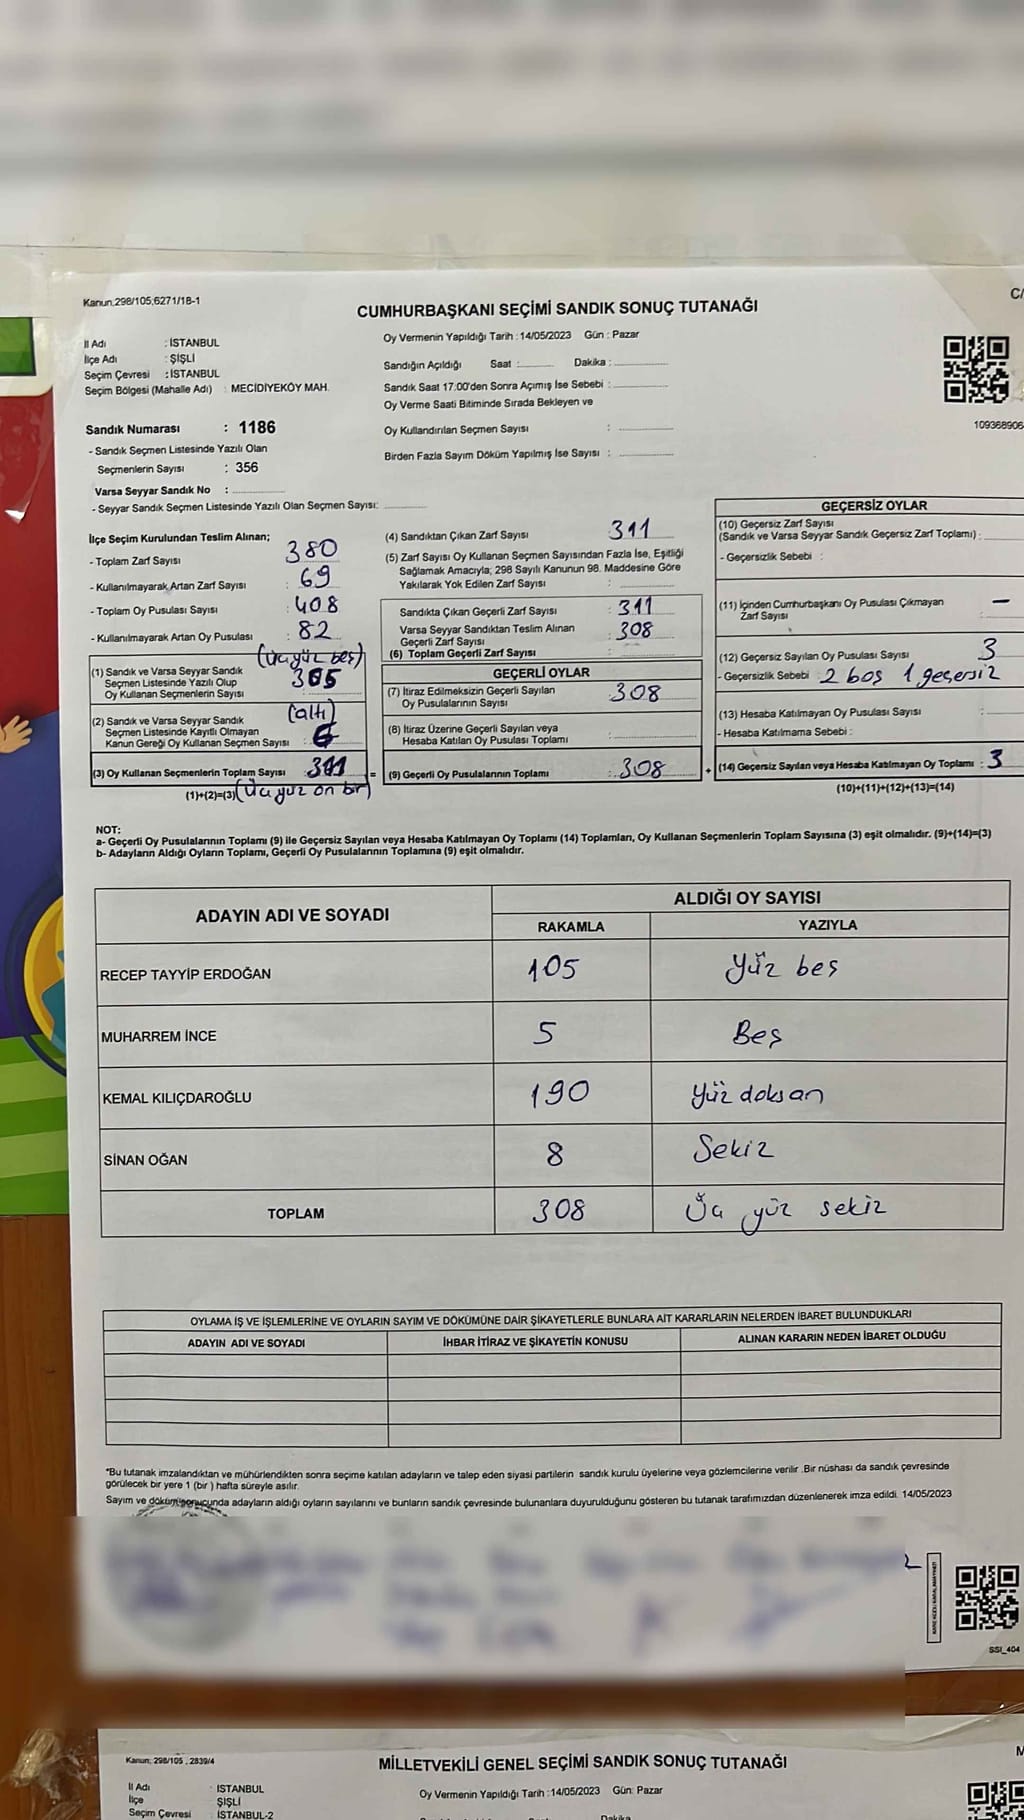 Kanun;298/105;6271/18-1
C/
CUMHURBAŞKANI SEÇİMİ SANDIK SONUÇ TUTANAĞI
İl Adı : İSTANBUL
İlçe Adı : ŞİŞLİ
Seçim Çevresi : İSTANBUL
Seçim Bölgesi (Mahalle Adı) : MECİDİYEKÖY MAH.
Sandık Numarası : 1186
- Sandık Seçmen Listesinde Yazılı Olan
Seçmenlerin Sayısı : 356
Varsa Seyyar Sandık No :
- Seyyar Sandık Seçmen Listesinde Yazılı Olan Seçmen Sayısı:
Oy Vermenin Yapıldığı Tarih : 14/05/2023 Gün : Pazar
Sandığın Açıldığı Saat : Dakika :
Sandık Saat 17:00'den Sonra Açımış İse Sebebi :
Oy Verme Saati Bitiminde Sırada Bekleyen ve
Oy Kullandırılan Seçmen Sayısı :
Birden Fazla Sayım Döküm Yapılmış İse Sayısı :
109368906
İlçe Seçim Kurulundan Teslim Alınan;
- Toplam Zarf Sayısı : 380
- Kullanılmayarak Artan Zarf Sayısı : 69
- Toplam Oy Pusulası Sayısı : 408
- Kullanılmayarak Artan Oy Pusulası : 82
(üçyüz beş)
(1) Sandık ve Varsa Seyyar Sandık
Seçmen Listesinde Yazılı Olup
Oy Kullanan Seçmenlerin Sayısı : 305
(altı)
(2) Sandık ve Varsa Seyyar Sandık
Seçmen Listesinde Kayıtlı Olmayan
Kanun Gereği Oy Kullanan Seçmen Sayısı : 6
(3) Oy Kullanan Seçmenlerin Toplam Sayısı : 311 =
(1)+(2)=(3) (Üçyüz on bir)
(4) Sandıktan Çıkan Zarf Sayısı 311
(5) Zarf Sayısı Oy Kullanan Seçmen Sayısından Fazla İse, Eşitliği
Sağlamak Amacıyla; 298 Sayılı Kanunun 98. Maddesine Göre
Yakılarak Yok Edilen Zarf Sayısı :
Sandıkta Çıkan Geçerli Zarf Sayısı : 311
Varsa Seyyar Sandıktan Teslim Alınan
Geçerli Zarf Sayısı : 308
(6) Toplam Geçerli Zarf Sayısı :
GEÇERLİ OYLAR
(7) İtiraz Edilmeksizin Geçerli Sayılan
Oy Pusulalarının Sayısı : 308
(8) İtiraz Üzerine Geçerli Sayılan veya
Hesaba Katılan Oy Pusulası Toplamı :
(9) Geçerli Oy Pusulalarının Toplamı : 308 +
GEÇERSİZ OYLAR
(10) Geçersiz Zarf Sayısı
(Sandık ve Varsa Seyyar Sandık Geçersiz Zarf Toplamı) :
- Geçersizlik Sebebi :
(11) İçinden Cumhurbaşkanı Oy Pusulası Çıkmayan
Zarf Sayısı : —
(12) Geçersiz Sayılan Oy Pusulası Sayısı : 3
- Geçersizlik Sebebi : 2 boş 1 geçersiz
(13) Hesaba Katılmayan Oy Pusulası Sayısı :
- Hesaba Katılmama Sebebi :
(14) Geçersiz Sayılan veya Hesaba Katılmayan Oy Toplamı : 3
(10)+(11)+(12)+(13)=(14)
NOT:
a- Geçerli Oy Pusulalarının Toplamı (9) ile Geçersiz Sayılan veya Hesaba Katılmayan Oy Toplamı (14) Toplamları, Oy Kullanan Seçmenlerin Toplam Sayısına (3) eşit olmalıdır. (9)+(14)=(3)
b- Adayların Aldığı Oyların Toplamı, Geçerli Oy Pusulalarının Toplamına (9) eşit olmalıdır.
ADAYIN ADI VE SOYADI ALDIĞI OY SAYISI
RAKAMLA YAZIYLA
RECEP TAYYİP ERDOĞAN 105 Yüz beş
MUHARREM İNCE 5 Beş
KEMAL KILIÇDAROĞLU 190 Yüz doksan
SİNAN OĞAN 8 Sekiz
TOPLAM 308 Üç yüz sekiz
OYLAMA İŞ VE İŞLEMLERİNE VE OYLARIN SAYIM VE DÖKÜMÜNE DAİR ŞİKAYETLERLE BUNLARA AİT KARARLARIN NELERDEN İBARET BULUNDUKLARI
ADAYIN ADI VE SOYADI İHBAR İTİRAZ VE ŞİKAYETİN KONUSU ALINAN KARARIN NEDEN İBARET OLDUĞU
*Bu tutanak imzalandıktan ve mühürlendikten sonra seçime katılan adayların ve talep eden siyasi partilerin sandık kurulu üyelerine veya gözlemcilerine verilir .Bir nüshası da sandık çevresinde
görülecek bir yere 1 (bir ) hafta süreyle asılır.
Sayım ve döküm sonucunda adayların aldığı oyların sayılarını ve bunların sandık çevresinde bulunanlara duyurulduğunu gösteren bu tutanak tarafımızdan düzenlenerek imza edildi. 14/05/2023
SSI_404
Kanun; 298/105 , 2839/4
MİLLETVEKİLİ GENEL SEÇİMİ SANDIK SONUÇ TUTANAĞI
İl Adı : İSTANBUL
İlçe : ŞİŞLİ
Seçim Çevresi : İSTANBUL-2
Oy Vermenin Yapıldığı Tarih :14/05/2023 Gün: Pazar
Dakika